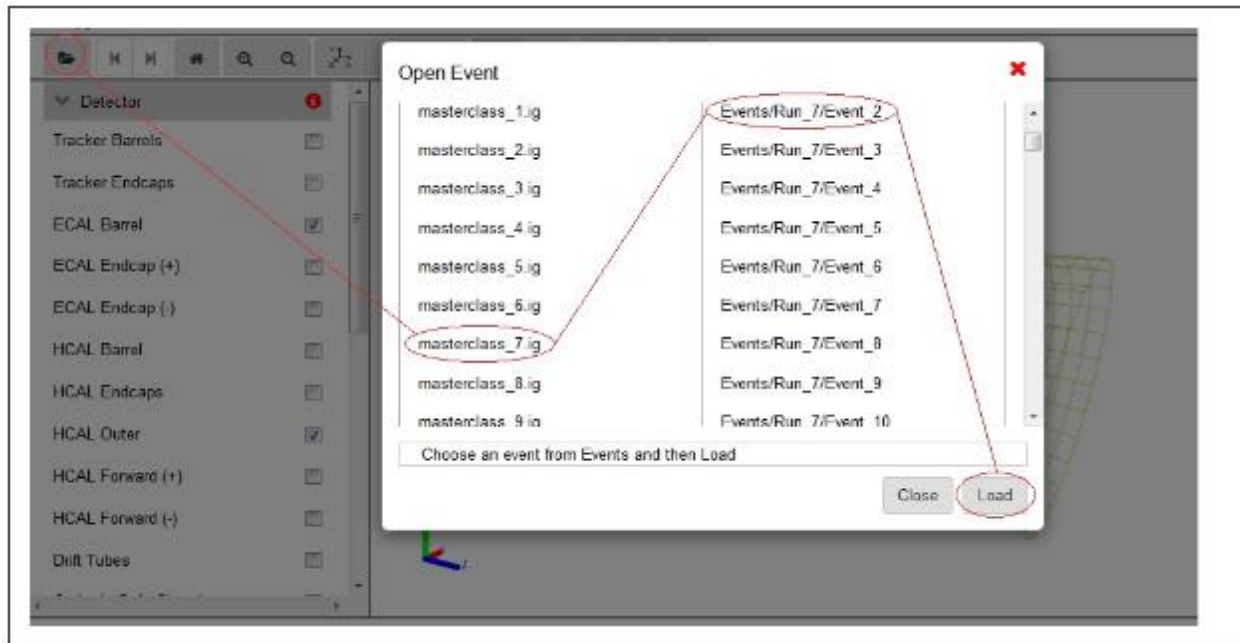 Open Event
Detector
Tracker Barrels
Tracker Endcaps
ECAL Barrel
ECAL Endcap (+)
ECAL Endcap (-)
HCAL Barrel
HCAL Endcaps
HCAL Outer
HCAL Forward (+)
HCAL Forward (-)
Drift Tubes
masterclass_1.ig
masterclass_2.ig
masterclass_3.ig
masterclass_4.ig
masterclass_5.ig
masterclass_6.ig
masterclass_7.ig
masterclass_8.ig
masterclass_9.ig
Events/Run_7/Event_2
Events/Run_7/Event_3
Events/Run_7/Event_4
Events/Run_7/Event_5
Events/Run_7/Event_6
Events/Run_7/Event_7
Events/Run_7/Event_8
Events/Run_7/Event_9
Events/Run_7/Event_10
Choose an event from Events and then Load
Close Load